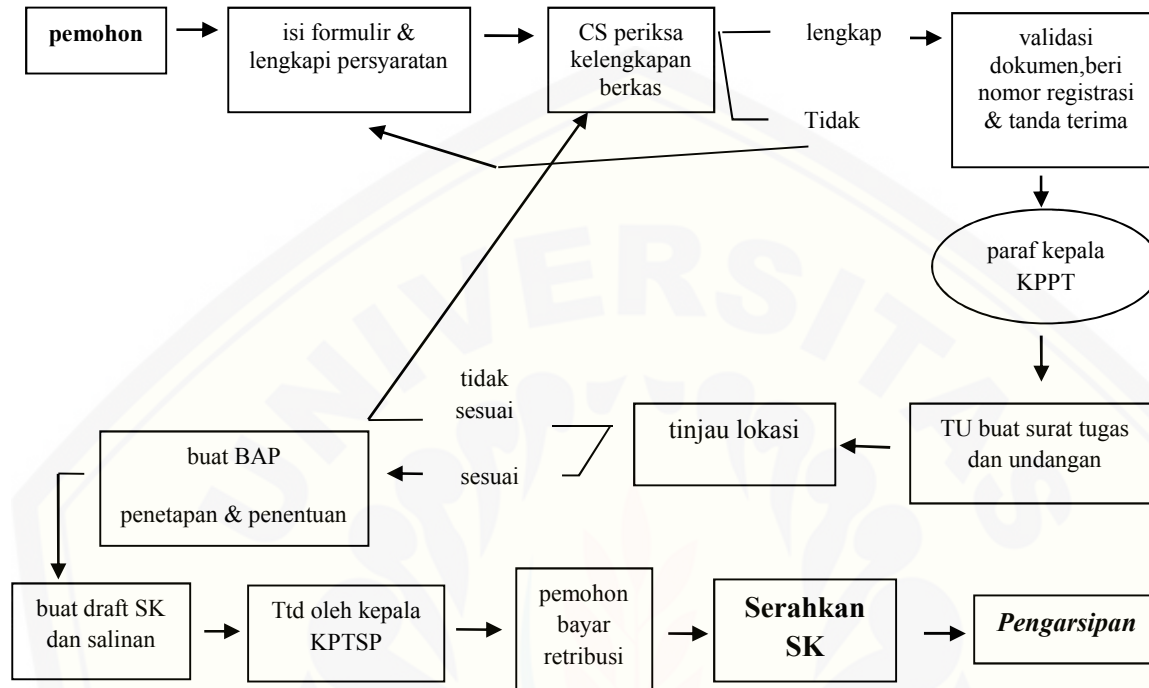 pemohon
isi formulir &
lengkapi persyaratan
CS periksa
kelengkapan
berkas
lengkap
Tidak
validasi
dokumen,beri
nomor registrasi
& tanda terima
paraf kepala
KPPT
TU buat surat tugas
dan undangan
tinjau lokasi
tidak
sesuai
sesuai
buat BAP
penetapan & penentuan
buat draft SK
dan salinan
Ttd oleh kepala
KPTSP
pemohon
bayar
retribusi
Serahkan
SK
Pengarsipan
UNIVERSITAS